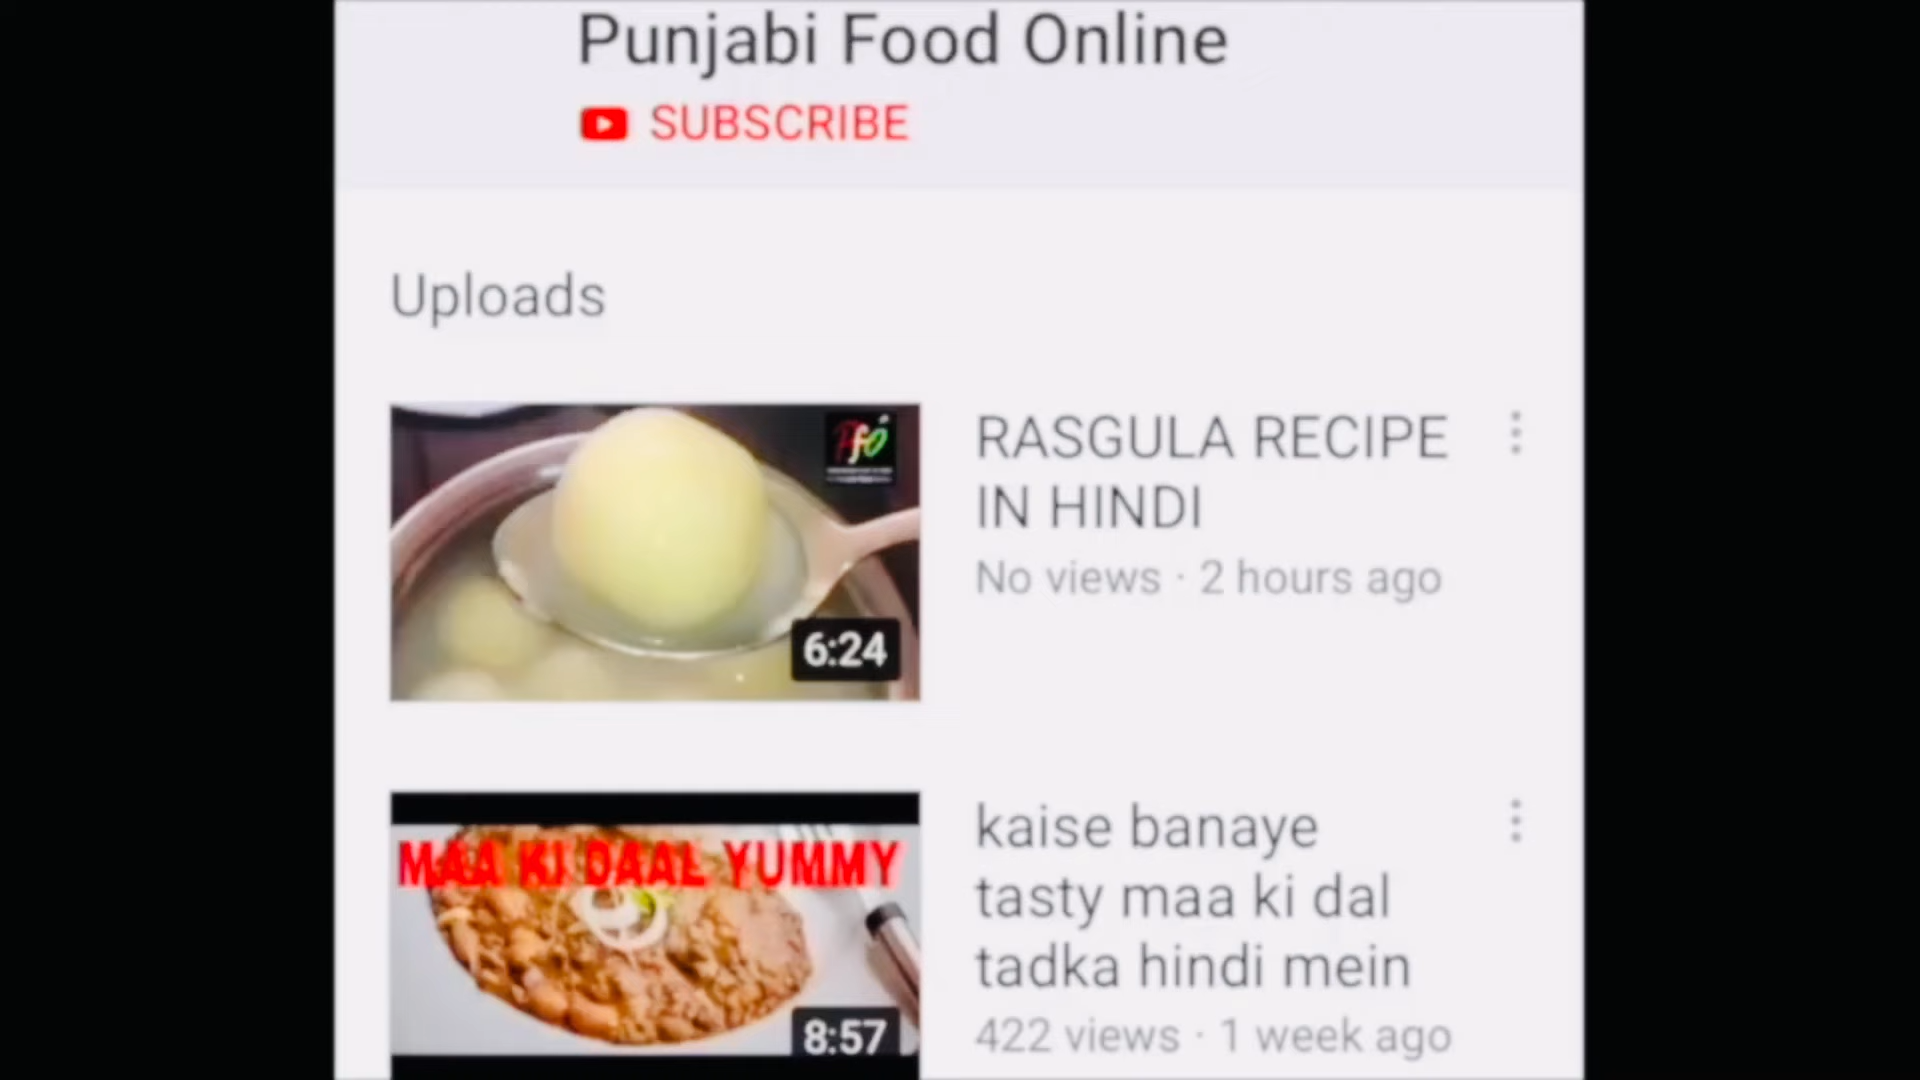 Punjabi Food Online
SUBSCRIBE
Uploads
RASGULA RECIPE
IN HINDI
No views · 2 hours ago
6:24
MAA KI DAAL YUMMY
8:57
kaise banaye
tasty maa ki dal
tadka hindi mein
422 views · 1 week ago